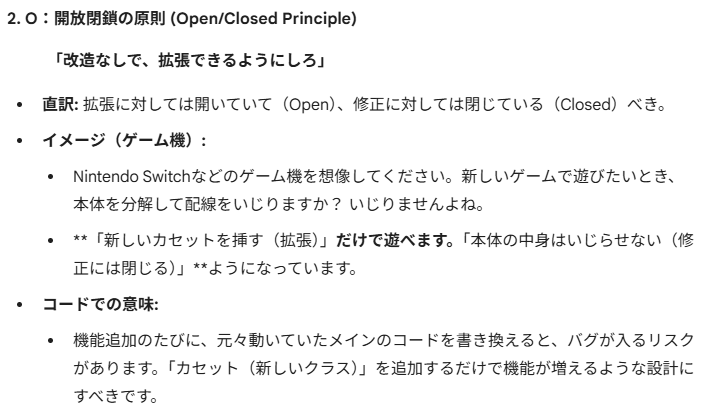 2. O：開放閉鎖の原則 (Open/Closed Principle)
「改造なしで、拡張できるようにしろ」
• 直訳: 拡張に対しては開いていて（Open）、修正に対しては閉じている（Closed）べき。
• イメージ（ゲーム機）:
• Nintendo Switchなどのゲーム機を想像してください。新しいゲームで遊びたいとき、
本体を分解して配線をいじりますか？ いじりませんよね。
• **「新しいカセットを挿す（拡張）」だけで遊べます。「本体の中身はいじらせない（修
正には閉じる）」**ようになっています。
• コードでの意味:
• 機能追加のたびに、元々動いていたメインのコードを書き換えると、バグが入るリスク
があります。「カセット（新しいクラス）」を追加するだけで機能が増えるような設計に
すべきです。